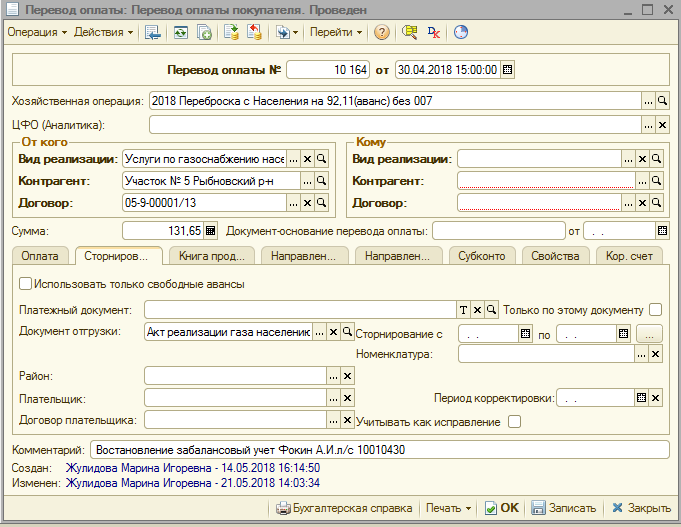 Перевод оплаты: Перевод оплаты покупателя. Проведен
Операция Действия Перейти
Перевод оплаты № 10 164 от 30.04.2018 15:00:00
Хозяйственная операция: 2018 Переброска с Населения на 92,11(аванс) без 007
ЦФО (Аналитика):
От кого Кому
Вид реализации: Услуги по газоснабжению насе Вид реализации:
Контрагент: Участок № 5 Рыбновский р-н Контрагент:
Договор: 05-9-00001/13 Договор:
Сумма: 131,65 Документ-основание перевода оплаты: от . .
Оплата Сторниров... Книга прод... Направлен... Направлен... Субконто Свойства Кор. счет
Использовать только свободные авансы
Платежный документ: T Только по этому документу
Документ отгрузки: Акт реализации газа населению Сторнирование с . . по . . ...
Номенклатура:
Район:
Плательщик: Период корректировки: . .
Договор плательщика: Учитывать как исправление
Комментарий: Востановление забалансовый учет Фокин А.И.л/с 10010430
Создан: Жулидова Марина Игоревна - 14.05.2018 16:14:50
Изменен: Жулидова Марина Игоревна - 21.05.2018 14:03:34
Бухгалтерская справка Печать OK Записать Закрыть